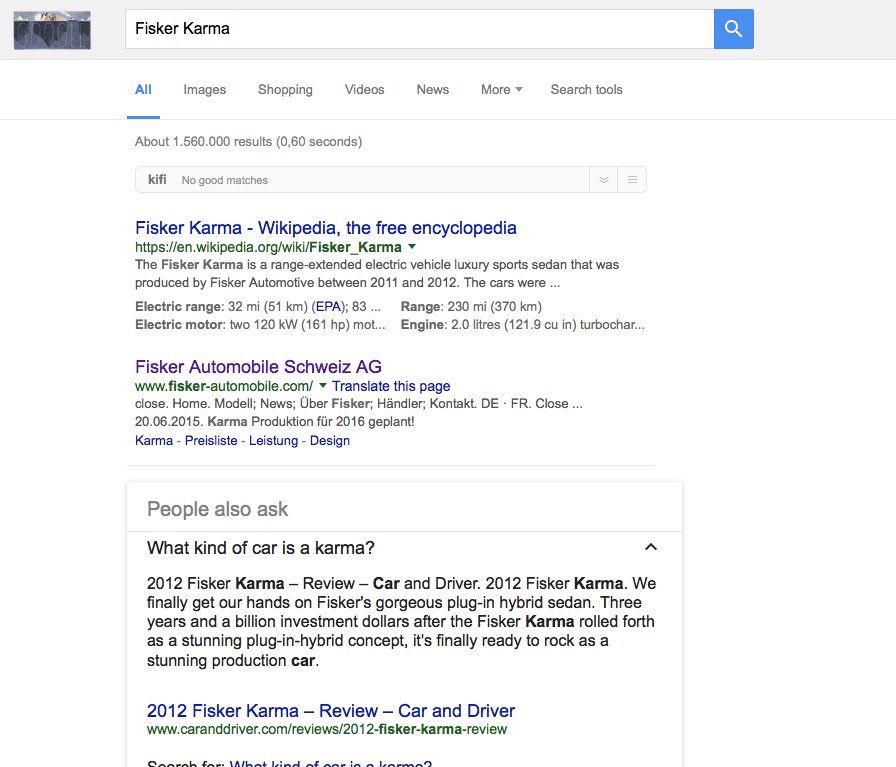 Fisker Karma
All Images Shopping Videos News More Search tools
About 1.560.000 results (0,60 seconds)
kifi No good matches
Fisker Karma - Wikipedia, the free encyclopedia
https://en.wikipedia.org/wiki/Fisker_Karma
The Fisker Karma is a range-extended electric vehicle luxury sports sedan that was
produced by Fisker Automotive between 2011 and 2012. The cars were ...
Electric range: 32 mi (51 km) (EPA); 83 ... Range: 230 mi (370 km)
Electric motor: two 120 kW (161 hp) mot... Engine: 2.0 litres (121.9 cu in) turbochar...
Fisker Automobile Schweiz AG
www.fisker-automobile.com/ Translate this page
close. Home. Modell; News; Über Fisker; Händler; Kontakt. DE · FR. Close ...
20.06.2015. Karma Produktion für 2016 geplant!
Karma - Preisliste - Leistung - Design
People also ask
What kind of car is a karma?
2012 Fisker Karma – Review – Car and Driver. 2012 Fisker Karma. We
finally get our hands on Fisker's gorgeous plug-in hybrid sedan. Three
years and a billion investment dollars after the Fisker Karma rolled forth
as a stunning plug-in-hybrid concept, it's finally ready to rock as a
stunning production car.
2012 Fisker Karma – Review – Car and Driver
www.caranddriver.com/reviews/2012-fisker-karma-review
Search for: What kind of car is a karma?